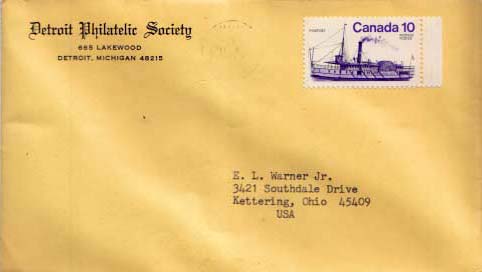 Detroit Philatelic Society
665 LAKEWOOD
DETROIT, MICHIGAN 48215
Canada 10
E. L. Warner Jr.
3421 Southdale Drive
Kettering, Ohio 45409
USA